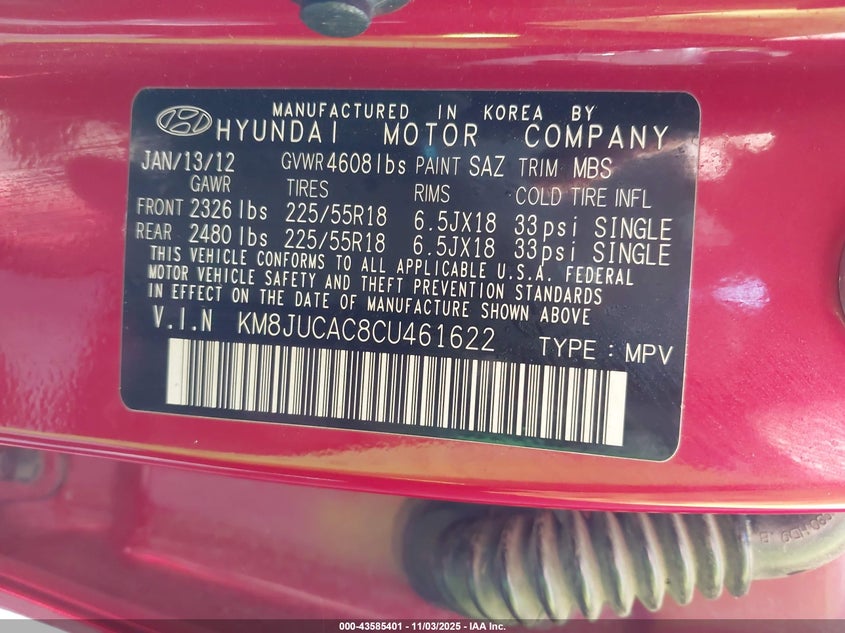 MANUFACTURED IN KOREA BY
HYUNDAI MOTOR COMPANY
JAN/13/12 GVWR 4608lbs PAINT SAZ TRIM MBS
GAWR TIRES RIMS COLD TIRE INFL
FRONT 2326 lbs 225/55R18 6.5JX18 33psi SINGLE
REAR 2480 lbs 225/55R18 6.5JX18 33psi SINGLE
THIS VEHICLE CONFORMS TO ALL APPLICABLE U.S.A. FEDERAL
MOTOR VEHICLE SAFETY AND THEFT PREVENTION STANDARDS
IN EFFECT ON THE DATE OF MANUFACTURE SHOWN ABOVE
V.I.N KM8JUCAC8CU461622 TYPE : MPV
000-43585401 - 11/03/2025 - IAA Inc.